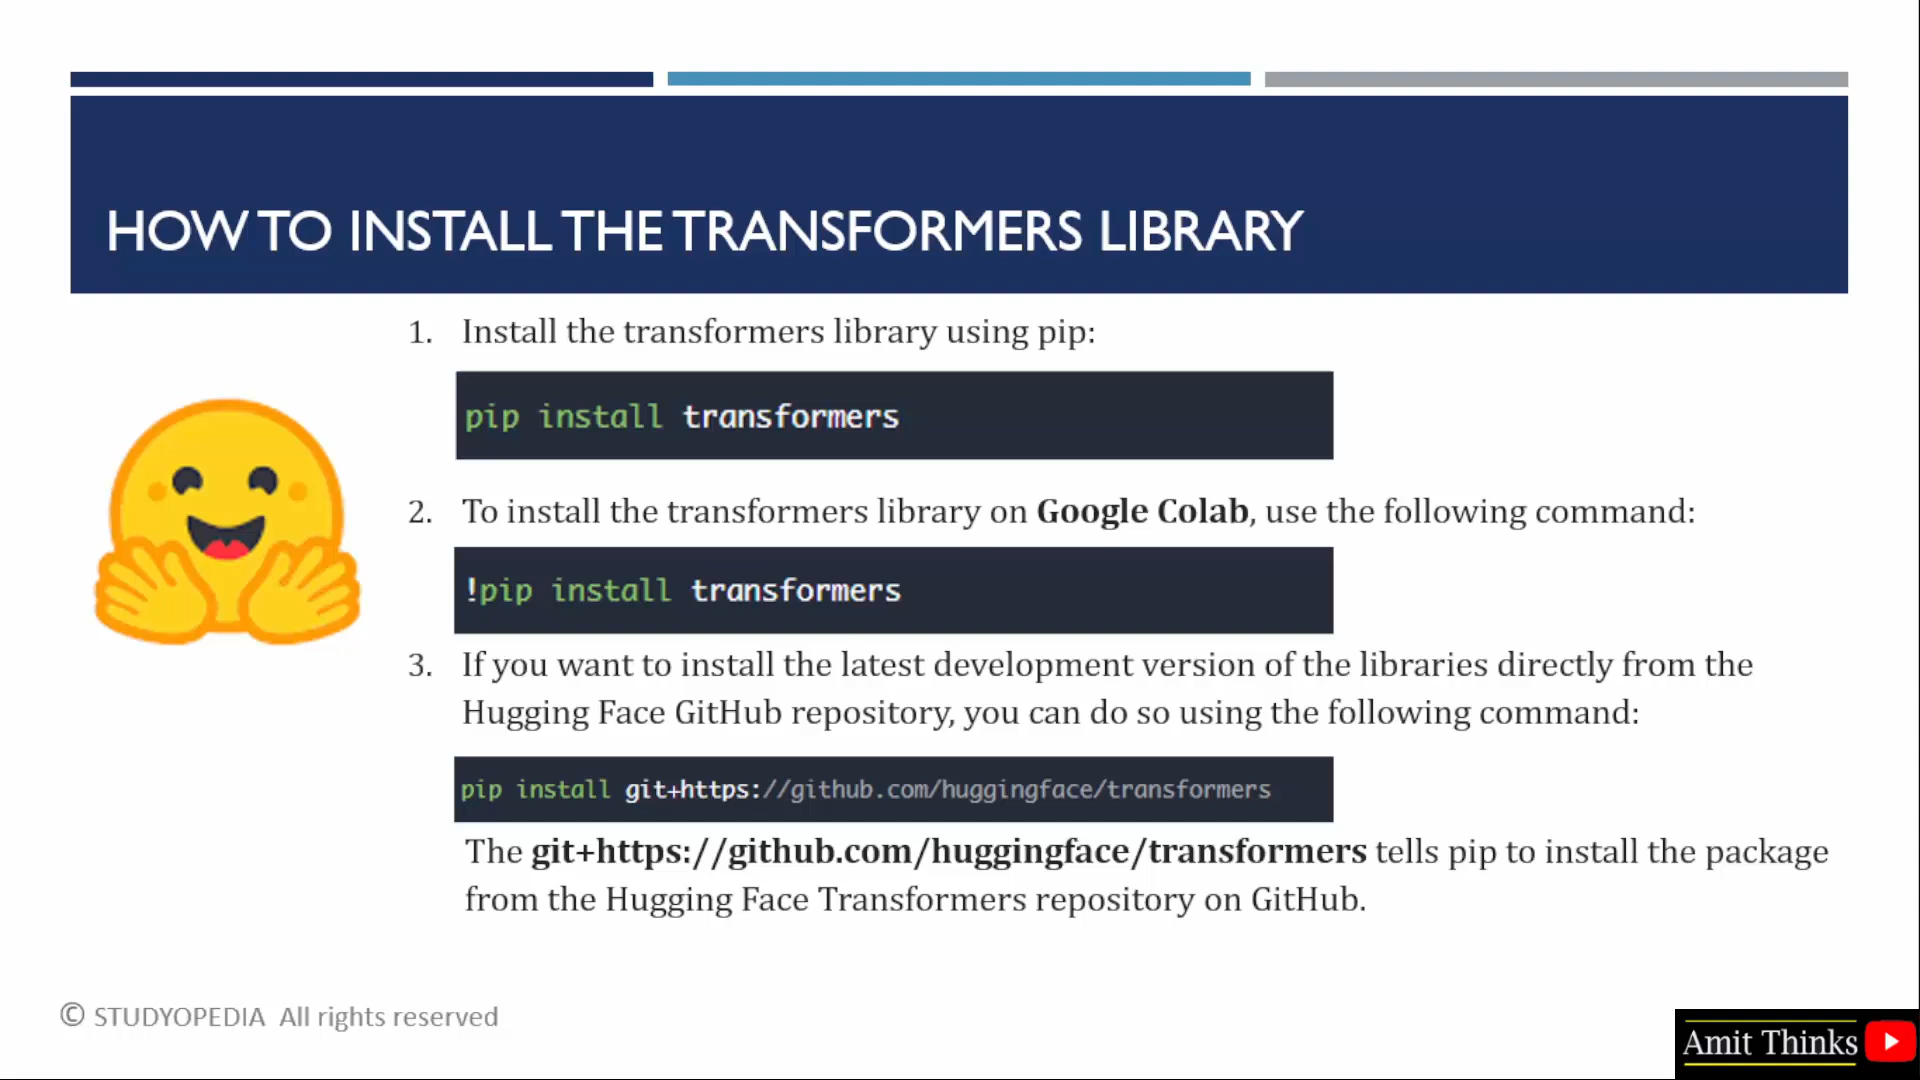 HOW TO INSTALL THE TRANSFORMERS LIBRARY
1. Install the transformers library using pip:
pip install transformers
2. To install the transformers library on Google Colab, use the following command:
!pip install transformers
3. If you want to install the latest development version of the libraries directly from the
Hugging Face GitHub repository, you can do so using the following command:
pip install git+https://github.com/huggingface/transformers
The git+https://github.com/huggingface/transformers tells pip to install the package
from the Hugging Face Transformers repository on GitHub.
© STUDYOPEDIA All rights reserved
Amit Thinks